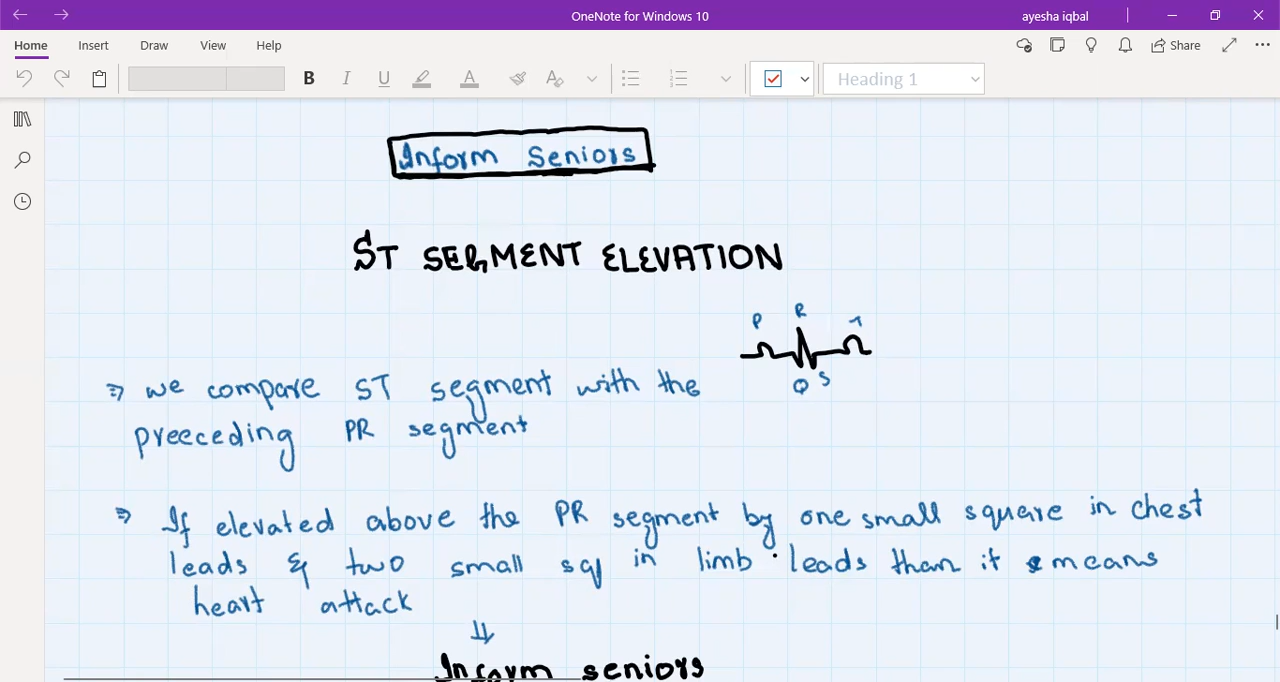 OneNote for Windows 10
ayesha iqbal
Home Insert Draw View Help
Share
B I U A A
Heading 1
Inform Seniors
ST SEGMENT ELEVATION
P R T
Q S
⇒ we compare ST segment with the
preeceding PR segment
⇒ If elevated above the PR segment by one small square in chest
leads & two small sq in limb leads than it means
heart attack
⇓
Inform seniors